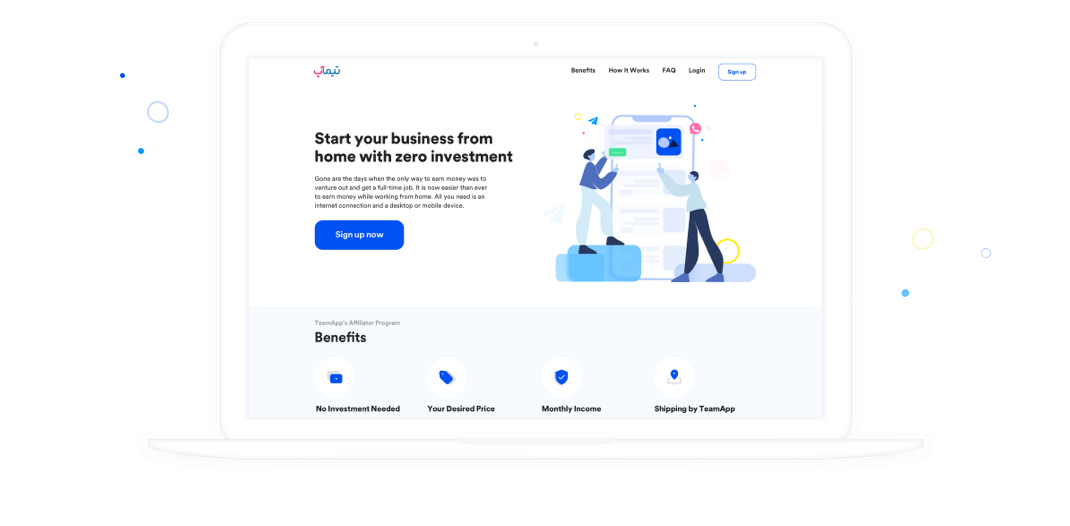 تیمآپ
Benefits How It Works FAQ Login Sign up
Start your business from
home with zero investment
Gone are the days when the only way to earn money was to
venture out and get a full-time job. It is now easier than ever
to earn money while working from home. All you need is an
internet connection and a desktop or mobile device.
Sign up now
TeamApp's Affiliator Program
Benefits
No Investment Needed
Your Desired Price
Monthly Income
Shipping by TeamApp